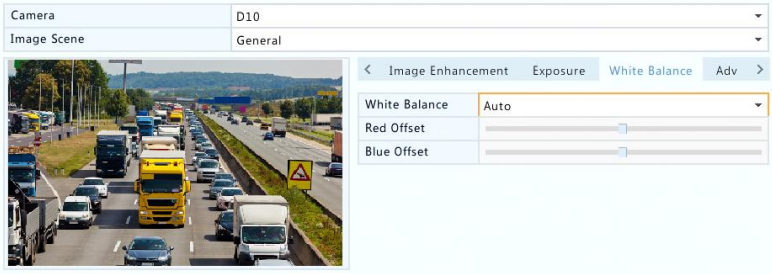 Camera D10
Image Scene General
Image Enhancement Exposure White Balance Adv
White Balance Auto
Red Offset
Blue Offset